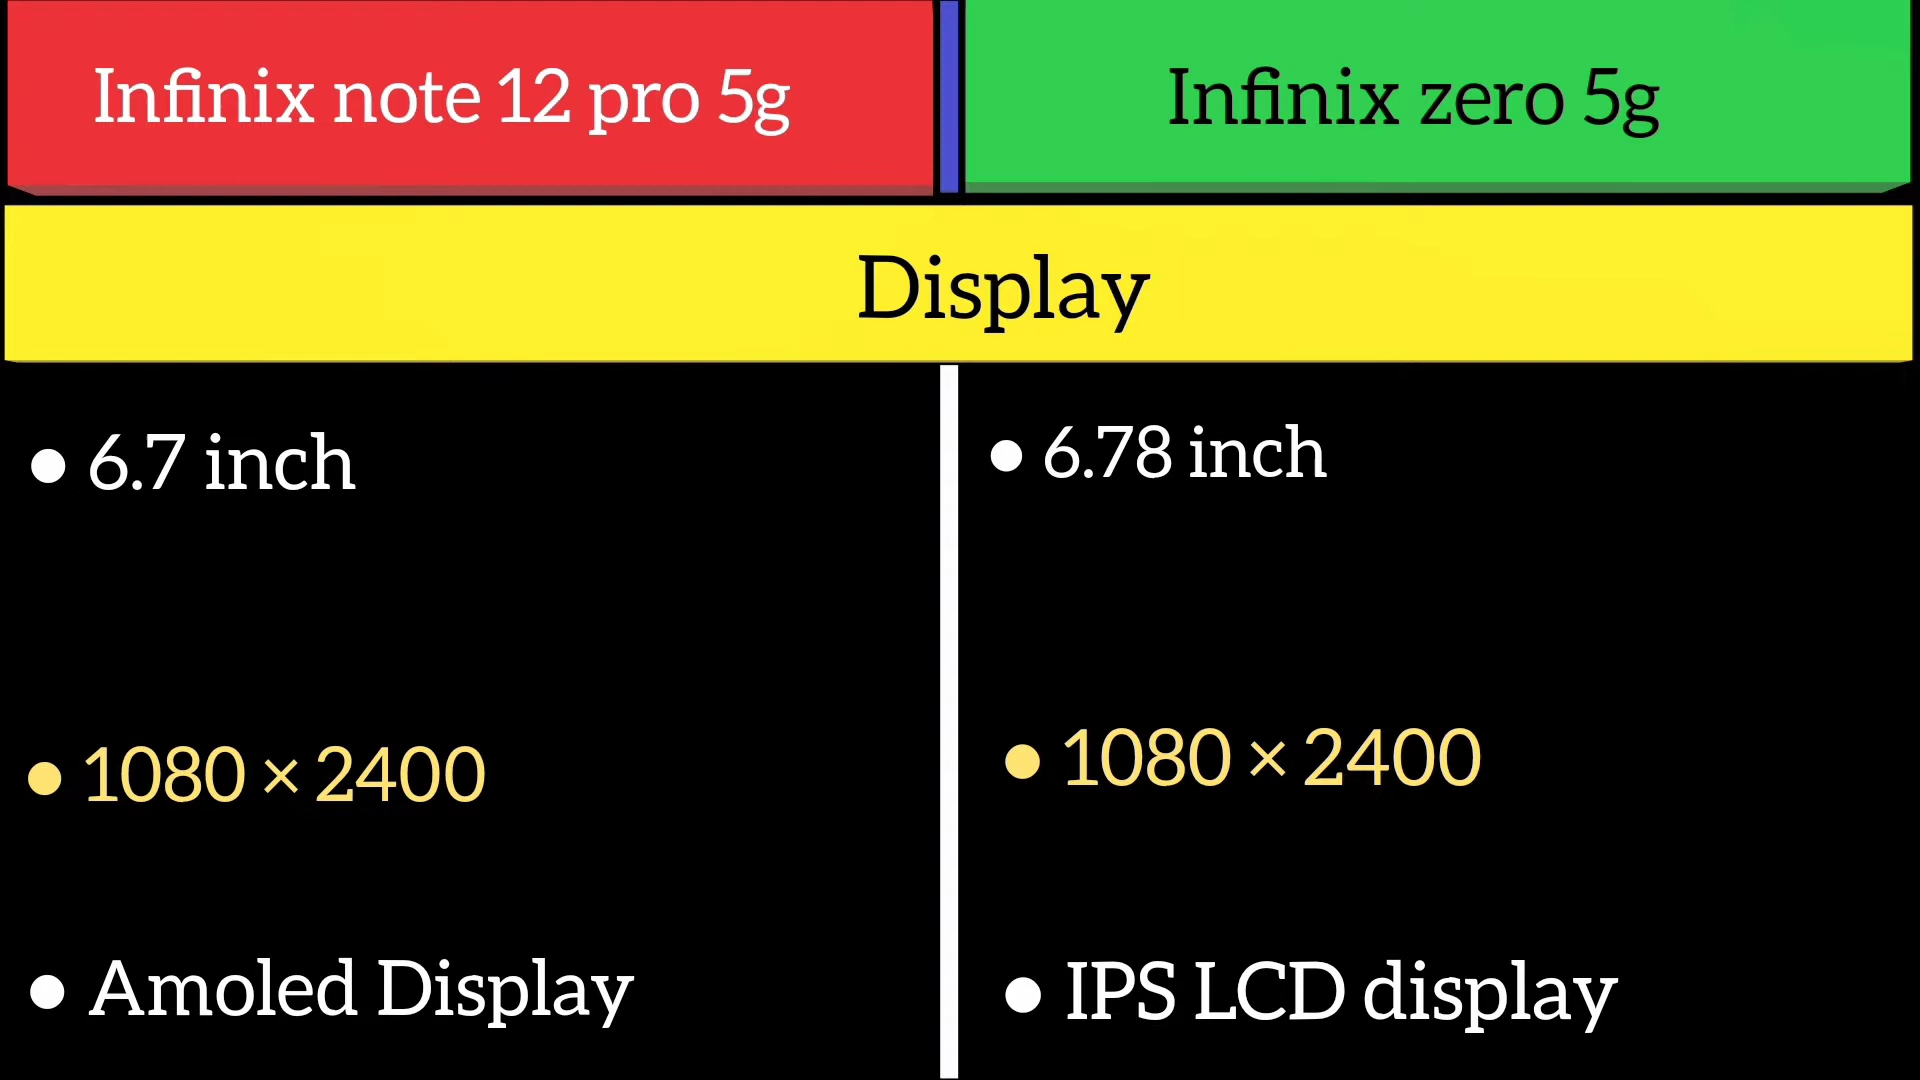 Infinix note 12 pro 5g
Infinix zero 5g
Display
• 6.7 inch
• 6.78 inch
• 1080 × 2400
• 1080 × 2400
• Amoled Display
• IPS LCD display